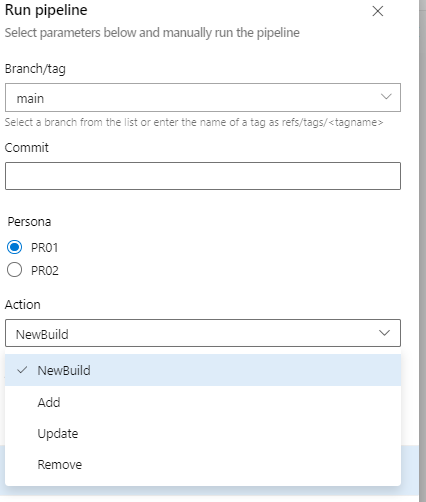 Run pipeline
Select parameters below and manually run the pipeline
Branch/tag
main
Select a branch from the list or enter the name of a tag as refs/tags/<tagname>
Commit
Persona
PR01
PR02
Action
NewBuild
NewBuild
Add
Update
Remove